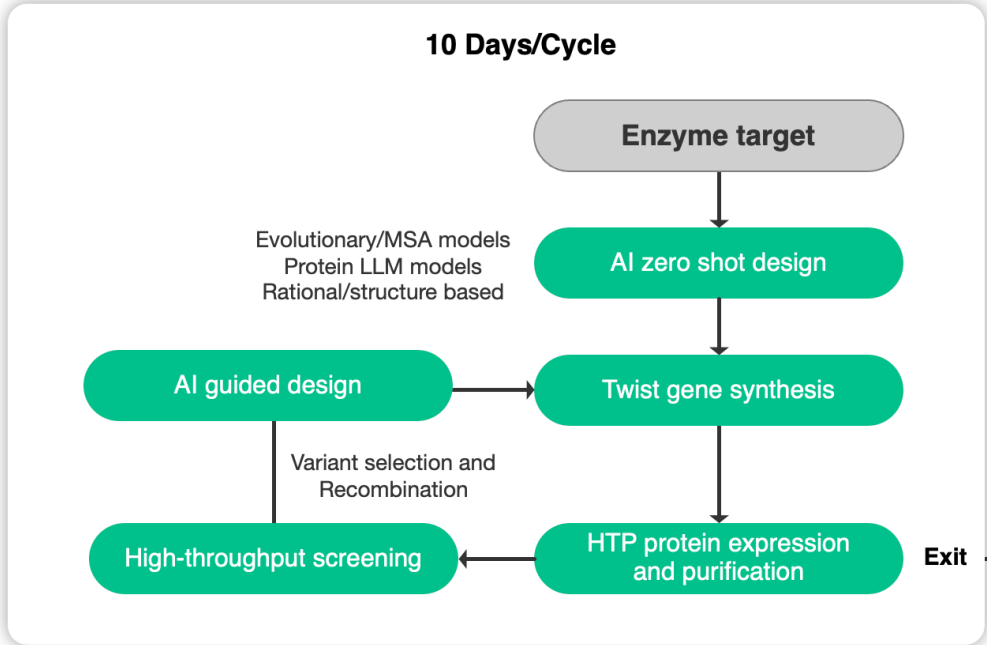 10 Days/Cycle
Enzyme target
Evolutionary/MSA models
Protein LLM models
Rational/structure based
AI zero shot design
AI guided design
Twist gene synthesis
Variant selection and
Recombination
High-throughput screening
HTP protein expression
and purification
Exit